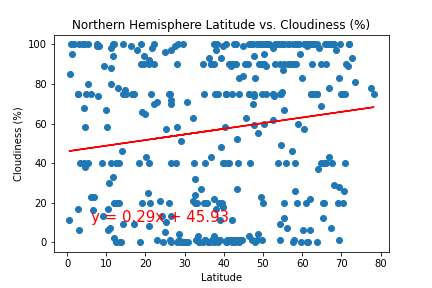 Northern Hemisphere Latitude vs. Cloudiness (%)
100
80
60
40
20
0
Cloudiness (%)
y = 0.29x + 45.93
0 10 20 30 40 50 60 70 80
Latitude